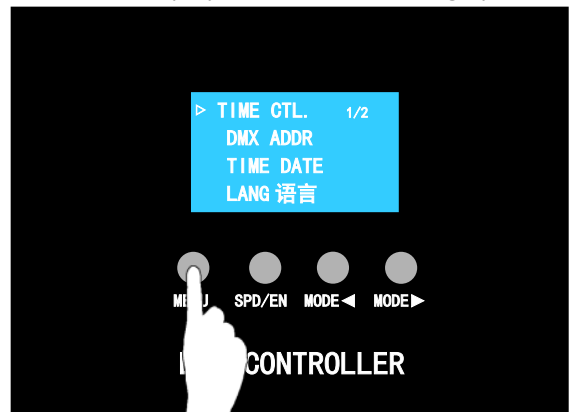 ▷ TIME CTL. 1/2
DMX ADDR
TIME DATE
LANG 语言
SPD/EN MODE◀ MODE▶
CONTROLLER